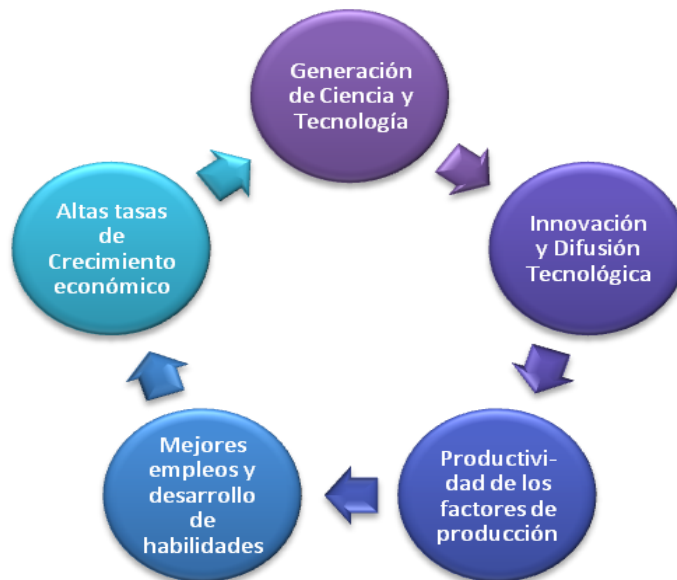 Generación
de Ciencia y
Tecnología
Innovación
y Difusión
Tecnológica
Productivi-
dad de los
factores de
producción
Mejores
empleos y
desarrollo
de
habilidades
Altas tasas
de
Crecimiento
económico